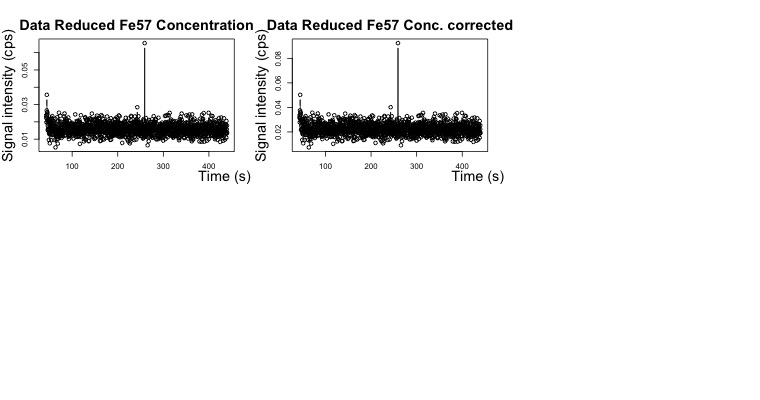 Data Reduced Fe57 Concentration
Signal intensity (cps)
0.01
0.03
0.05
100
200
300
400
Time (s)
Data Reduced Fe57 Conc. corrected
Signal intensity (cps)
0.02
0.04
0.06
0.08
100
200
300
400
Time (s)